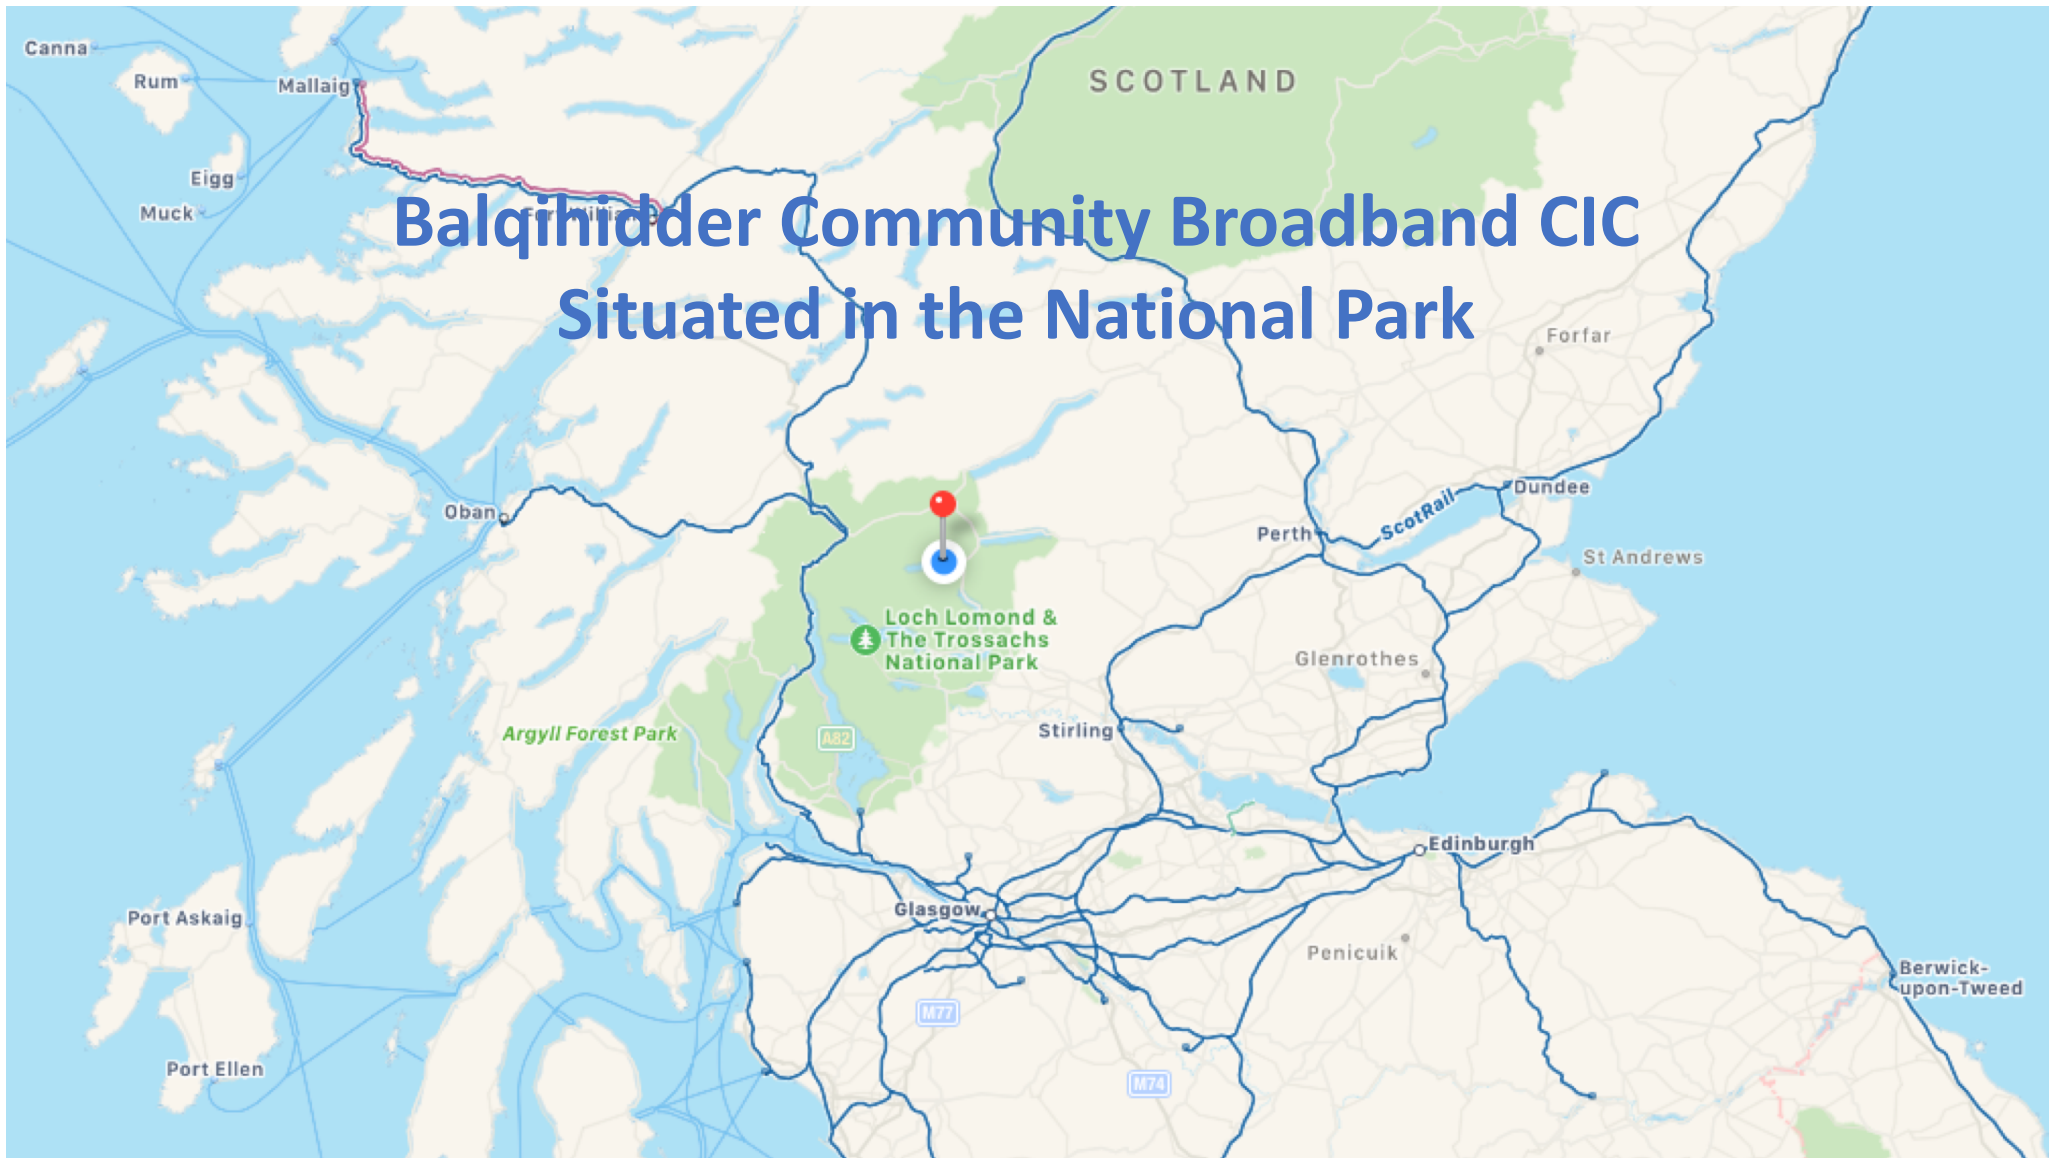 Canna
Rum
Mallaig
SCOTLAND
Eigg
Muck
Fort William
Balqihidder Community Broadband CIC
Situated in the National Park
Forfar
Oban
Dundee
ScotRail
Perth
St Andrews
Loch Lomond &
The Trossachs
National Park
Glenrothes
Argyll Forest Park
A82
Stirling
Edinburgh
Glasgow
Port Askaig
Penicuik
Berwick-
upon-Tweed
M77
Port Ellen
M74